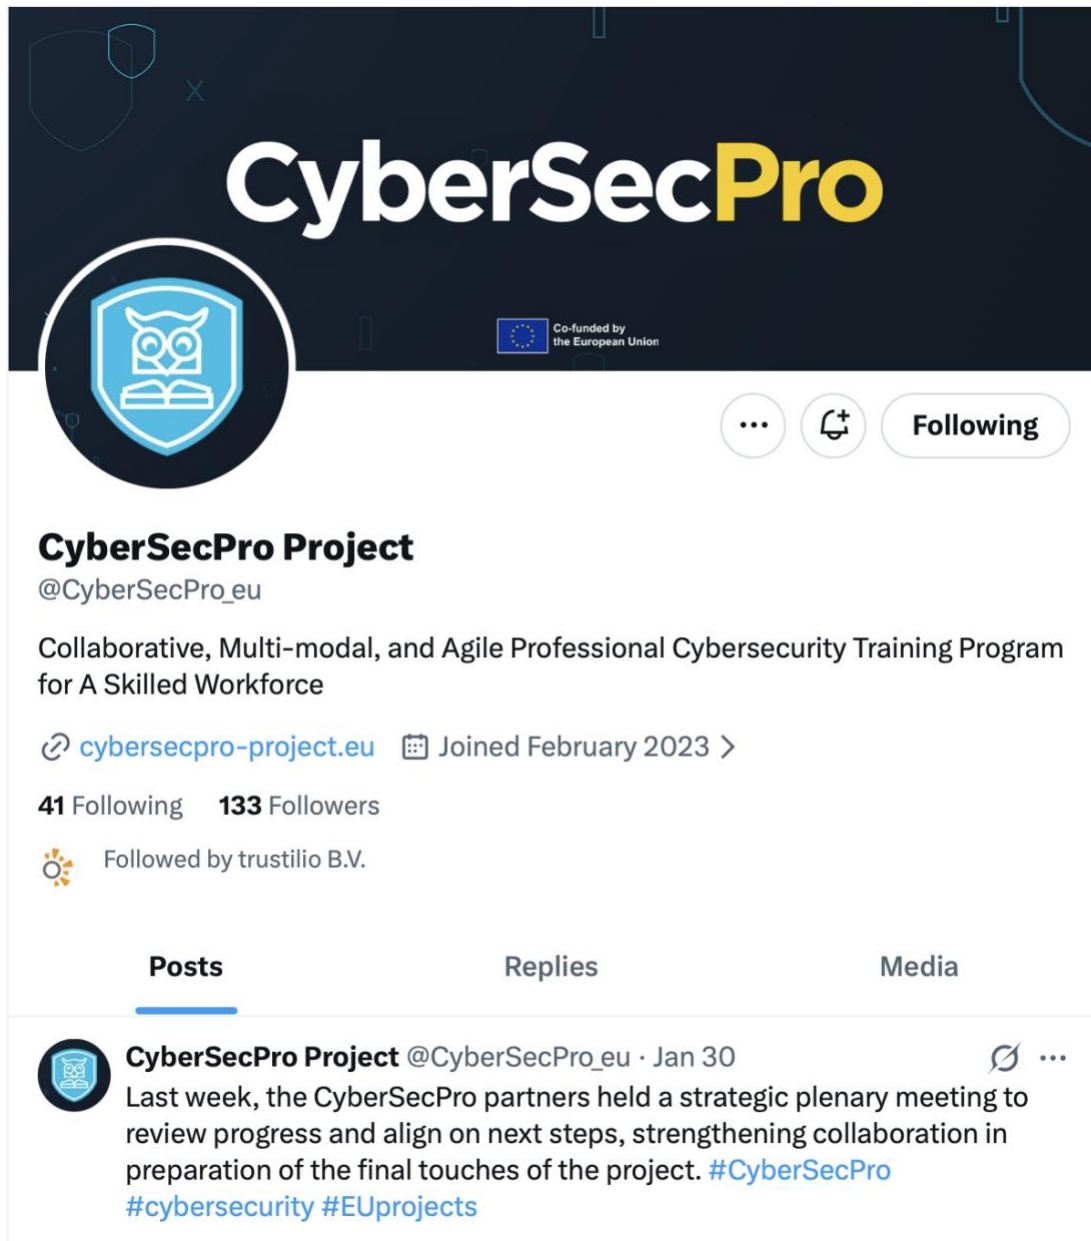 CyberSecPro
Co-funded by
the European Union
Following
CyberSecPro Project
@CyberSecPro_eu
Collaborative, Multi-modal, and Agile Professional Cybersecurity Training Program
for A Skilled Workforce
cybersecpro-project.eu Joined February 2023
41 Following 133 Followers
Followed by trustilio B.V.
Posts Replies Media
CyberSecPro Project @CyberSecPro_eu · Jan 30
Last week, the CyberSecPro partners held a strategic plenary meeting to
review progress and align on next steps, strengthening collaboration in
preparation of the final touches of the project. #CyberSecPro
#cybersecurity #EUprojects